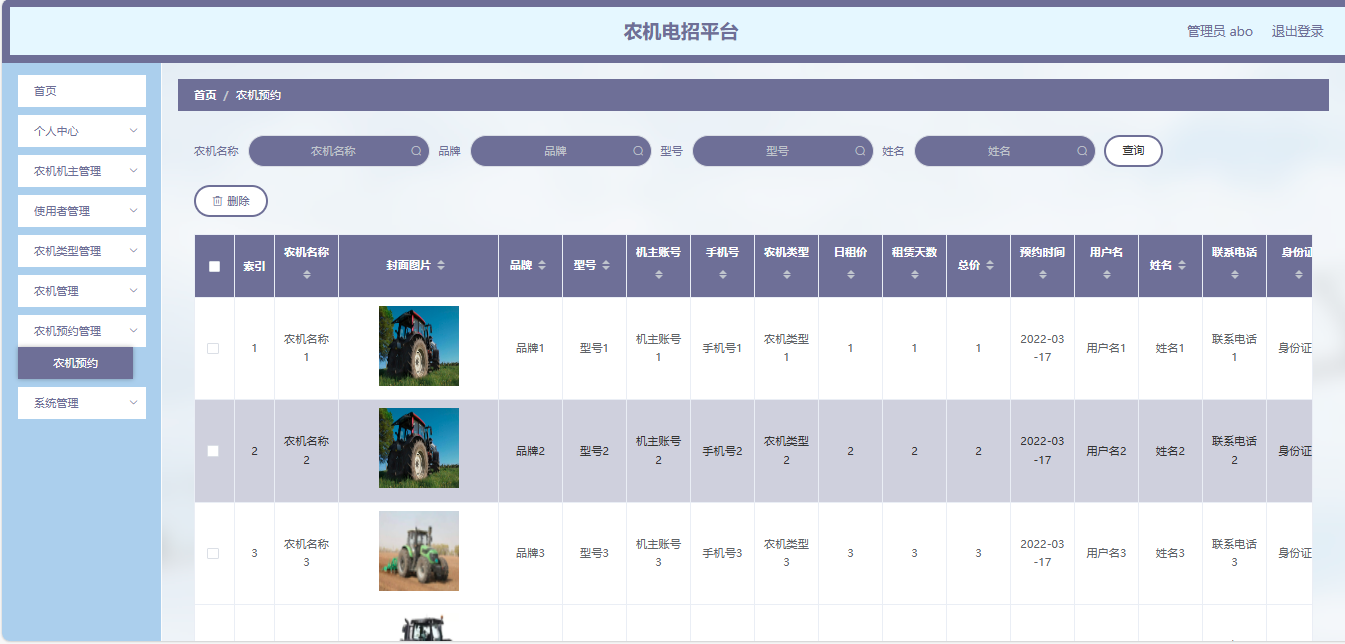 农机电招平台
管理员 abo 退出登录
首页
个人中心
农机机主管理
使用者管理
农机类型管理
农机管理
农机预约管理
农机预约
系统管理
首页 / 农机预约
农机名称 农机名称 品牌 品牌 型号 型号 姓名 姓名 查询
删除
索引 农机名称 封面图片 品牌 型号 机主账号 手机号 农机类型 日租价 租赁天数 总价 预约时间 用户名 姓名 联系电话 身份证
1 农机名称1 品牌1 型号1 机主账号1 手机号1 农机类型1 1 1 1 2022-03-17 用户名1 姓名1 联系电话1 身份证
2 农机名称2 品牌2 型号2 机主账号2 手机号2 农机类型2 2 2 2 2022-03-17 用户名2 姓名2 联系电话2 身份证
3 农机名称3 品牌3 型号3 机主账号3 手机号3 农机类型3 3 3 3 2022-03-17 用户名3 姓名3 联系电话3 身份证